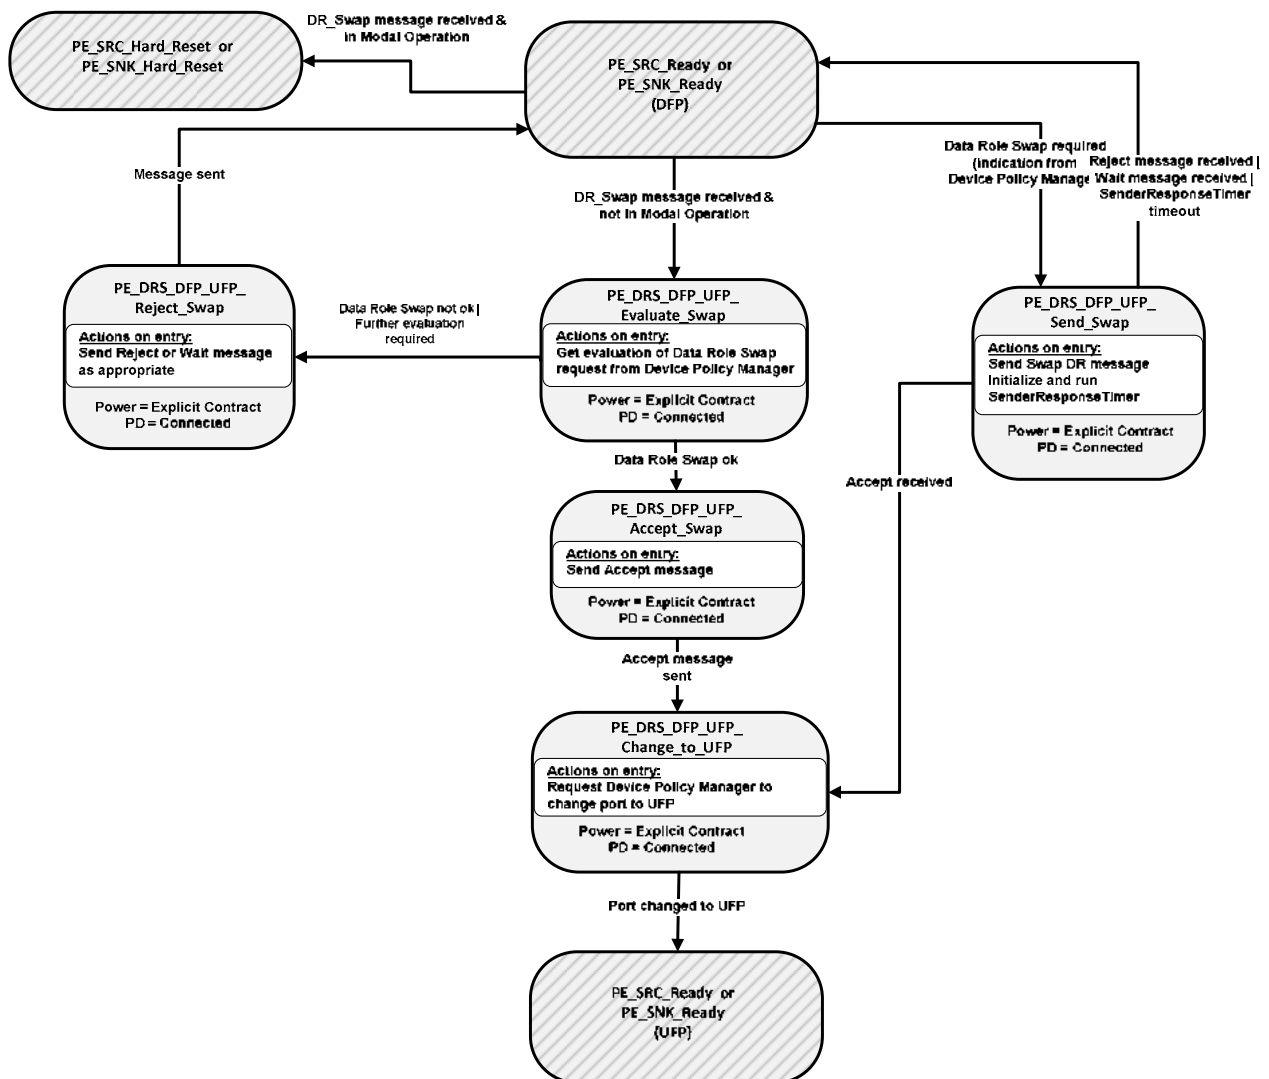 DR_Swap message received &
in Modal Operation
PE_SRC_Hard_Reset or
PE_SNK_Hard_Reset
PE_SRC_Ready or
PE_SNK_Ready
(DFP)
Message sent
DR_Swap message received &
not in Modal Operation
Data Role Swap required
(indication from
Device Policy Manage
Reject message received |
Wait message received |
SenderResponseTimer
timeout
PE_DRS_DFP_UFP_
Reject_Swap
Actions on entry:
Send Reject or Wait message
as appropriate
Power = Explicit Contract
PD = Connected
Data Role Swap not ok |
Further evaluation
required
PE_DRS_DFP_UFP_
Evaluate_Swap
Actions on entry:
Get evaluation of Data Role Swap
request from Device Policy Manager
Power = Explicit Contract
PD = Connected
PE_DRS_DFP_UFP_
Send_Swap
Actions on entry:
Send Swap DR message
Initialize and run
SenderResponseTimer
Power = Explicit Contract
PD = Connected
Data Role Swap ok
Accept received
PE_DRS_DFP_UFP_
Accept_Swap
Actions on entry:
Send Accept message
Power = Explicit Contract
PD = Connected
Accept message
sent
PE_DRS_DFP_UFP_
Change_to_UFP
Actions on entry:
Request Device Policy Manager to
change port to UFP
Power = Explicit Contract
PD = Connected
Port changed to UFP
PE_SRC_Ready or
PE_SNK_Ready
(UFP)